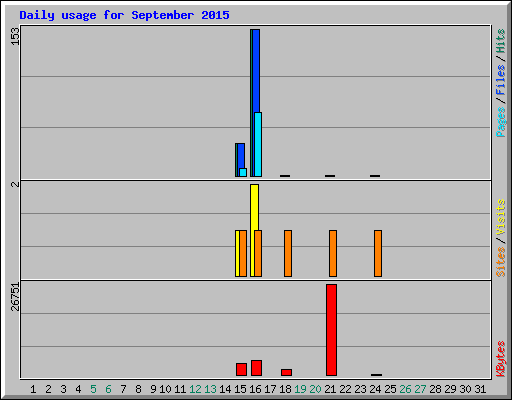 Daily usage for September 2015
153
Pages / Files / Hits
2
Sites / Visits
26751
KBytes
1 2 3 4 5 6 7 8 9 10 11 12 13 14 15 16 17 18 19 20 21 22 23 24 25 26 27 28 29 30 31